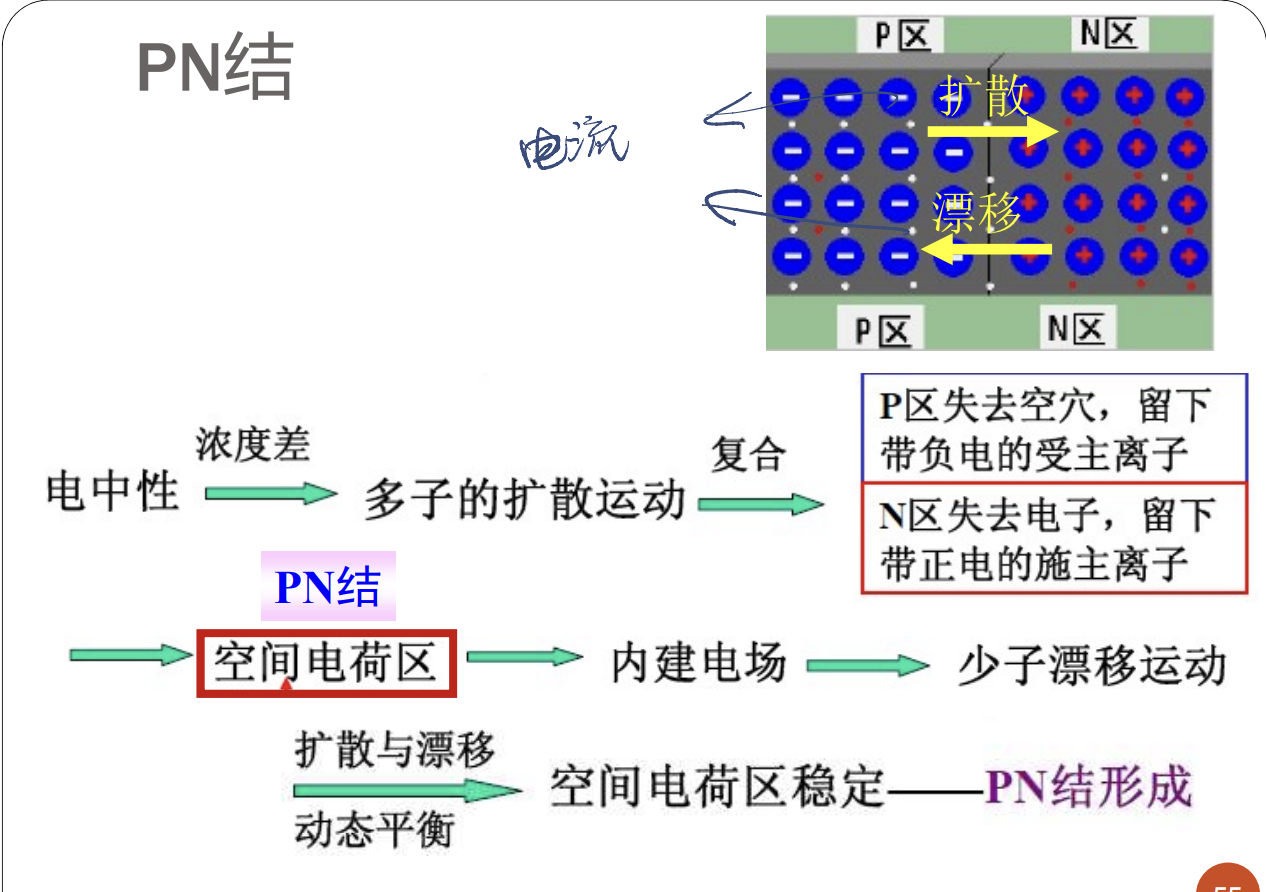 PN结
P区
N区
扩散
电流
漂移
P区
N区
浓度差
电中性
多子的扩散运动
复合
P区失去空穴，留下
带负电的受主离子
N区失去电子，留下
带正电的施主离子
PN结
空间电荷区
内建电场
少子漂移运动
扩散与漂移
动态平衡
空间电荷区稳定——PN结形成